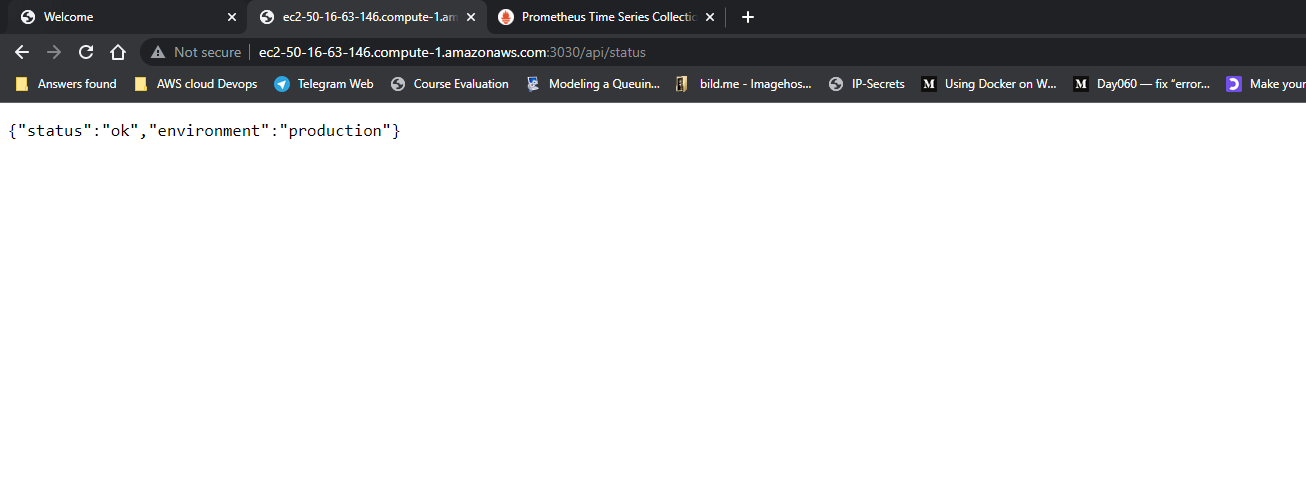 Welcome
ec2-50-16-63-146.compute-1.am
Prometheus Time Series Collectio
Not secure
ec2-50-16-63-146.compute-1.amazonaws.com:3030/api/status
Answers found
AWS cloud Devops
Telegram Web
Course Evaluation
Modeling a Queuin...
bild.me - Imagehos...
IP-Secrets
Using Docker on W...
Day060 — fix “error...
Make your
{"status":"ok","environment":"production"}